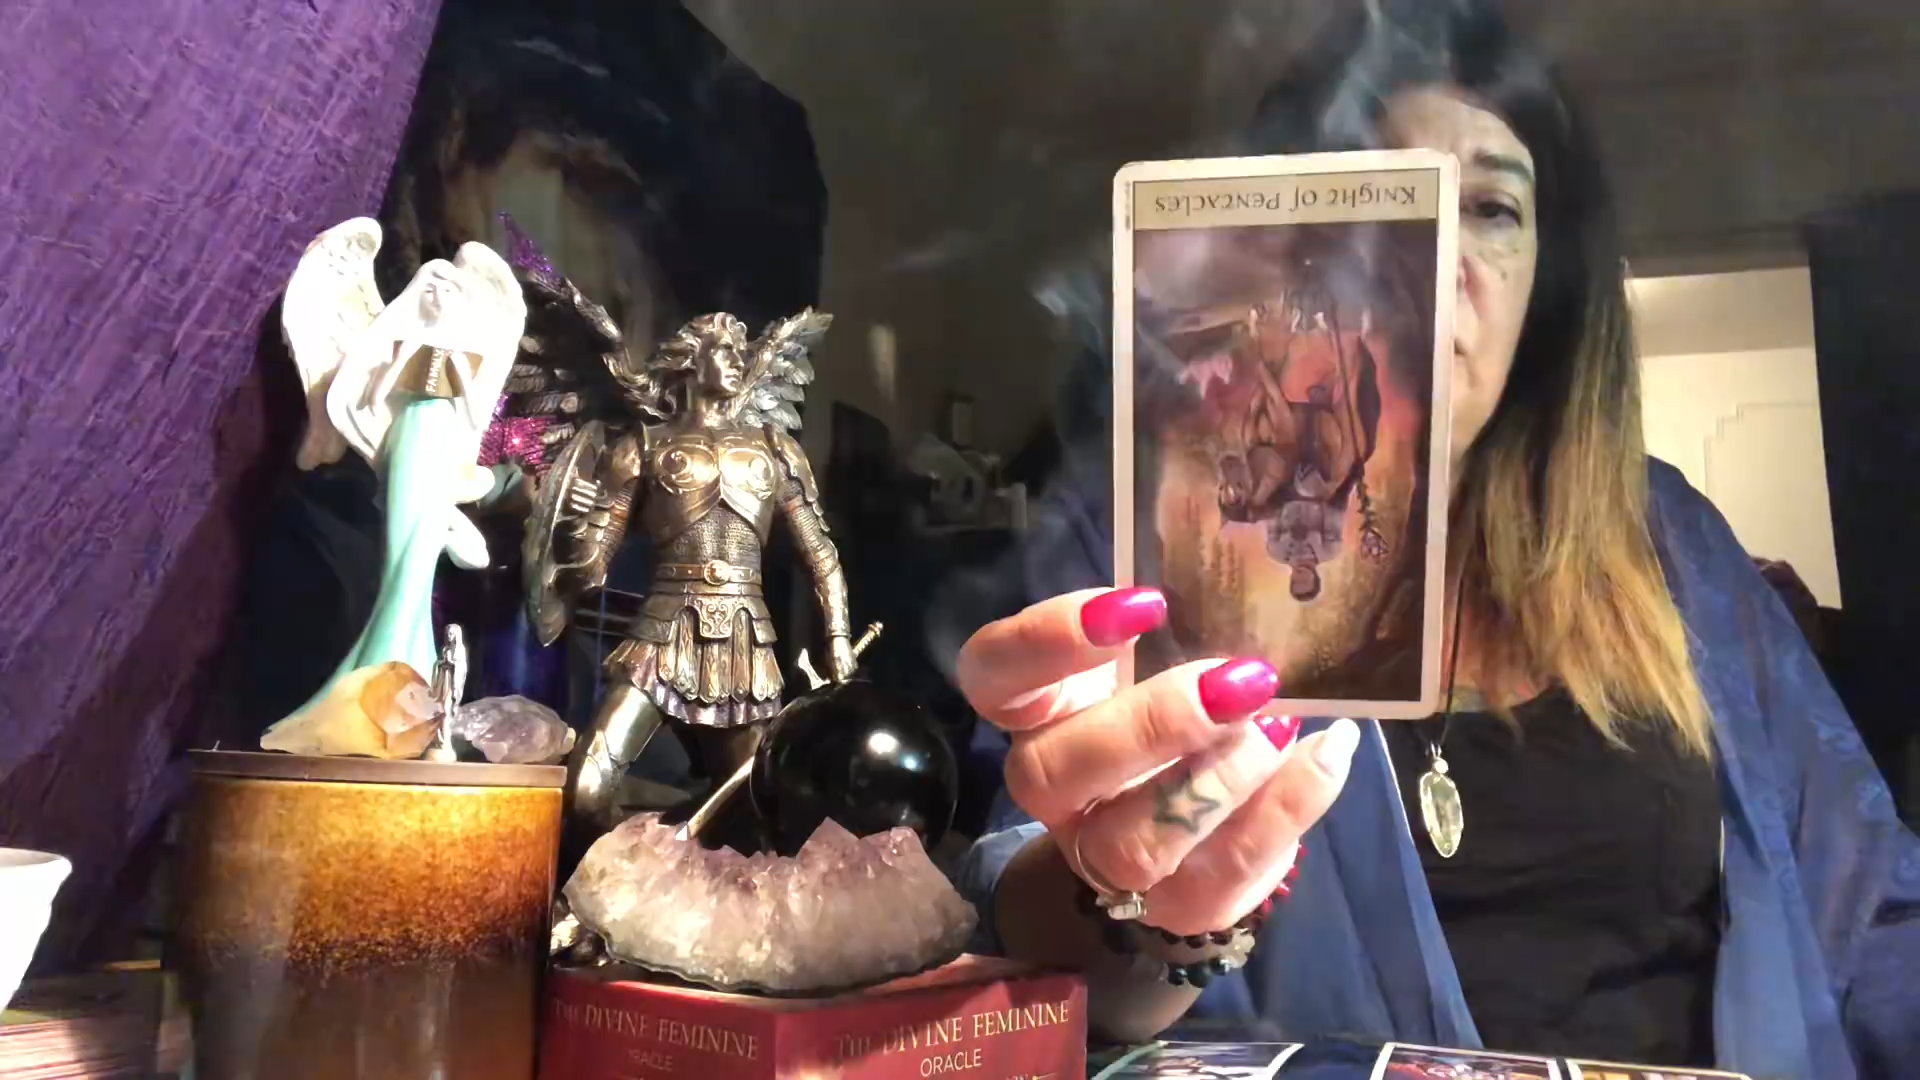 Knight of Pentacles
THE DIVINE FEMININE
ORACLE
THE DIVINE FEMININE
ORACLE